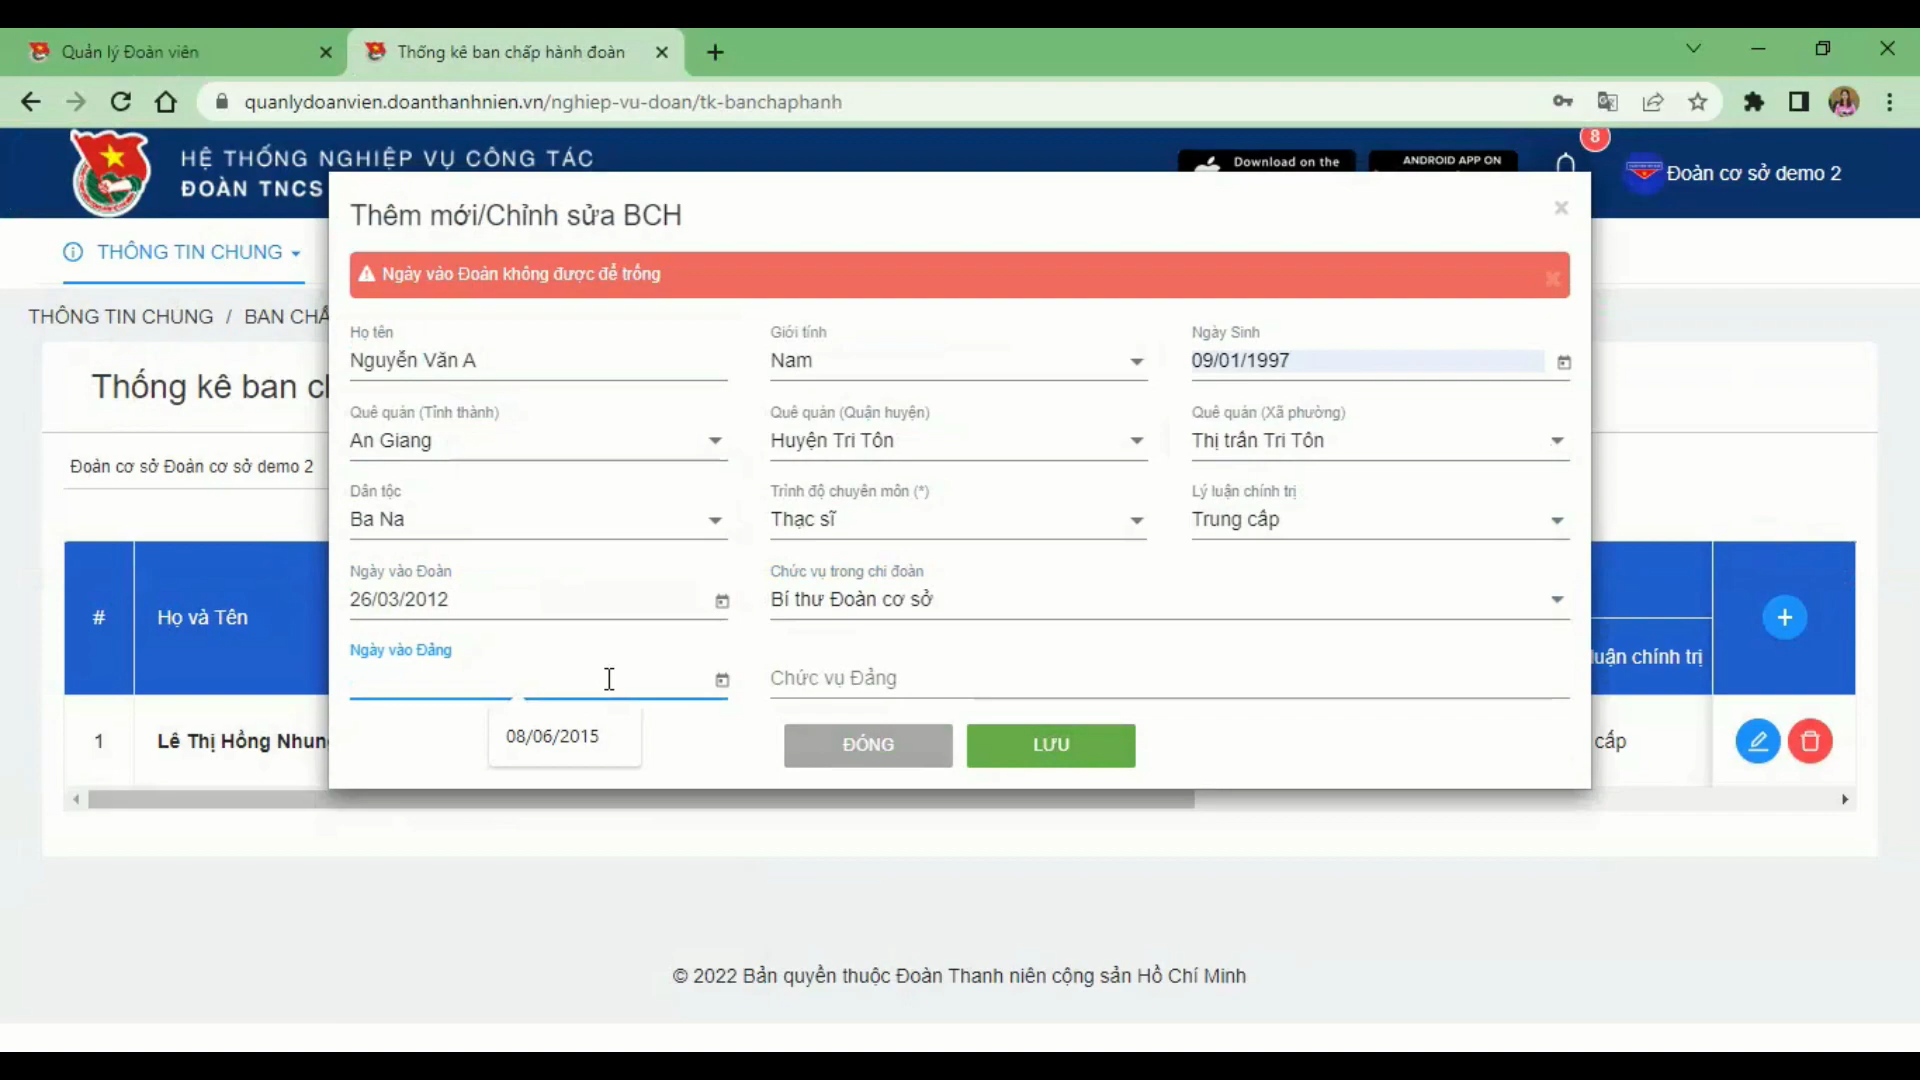 Quản lý Đoàn viên
Thống kê ban chấp hành đoàn
quanlydoanvien.doanthanhnien.vn/nghiep-vu-doan/tk-banchaphanh
HỆ THỐNG NGHIỆP VỤ CÔNG TÁC
ĐOÀN TNCS
Download on the
ANDROID APP ON
8
Đoàn cơ sở demo 2
THÔNG TIN CHUNG
THÔNG TIN CHUNG / BAN CHẤ
Thống kê ban ch
Đoàn cơ sở Đoàn cơ sở demo 2
Thêm mới/Chỉnh sửa BCH
Ngày vào Đoàn không được để trống
Họ tên
Nguyễn Văn A
Giới tính
Nam
Ngày Sinh
09/01/1997
Quê quán (Tỉnh thành)
An Giang
Quê quán (Quận huyện)
Huyện Tri Tôn
Quê quán (Xã phường)
Thị trấn Tri Tôn
Dân tộc
Ba Na
Trình độ chuyên môn (*)
Thạc sĩ
Lý luận chính trị
Trung cấp
Ngày vào Đoàn
26/03/2012
Chức vụ trong chi đoàn
Bí thư Đoàn cơ sở
Ngày vào Đảng
Chức vụ Đảng
08/06/2015
ĐÓNG
LƯU
#
Họ và Tên
luận chính trị
1
Lê Thị Hồng Nhun
cấp
© 2022 Bản quyền thuộc Đoàn Thanh niên cộng sản Hồ Chí Minh